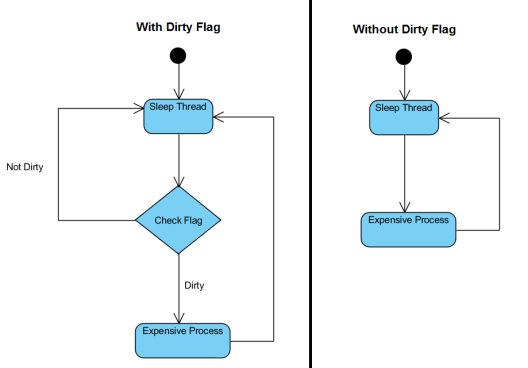 With Dirty Flag
Sleep Thread
Not Dirty
Check Flag
Dirty
Expensive Process
Without Dirty Flag
Sleep Thread
Expensive Process